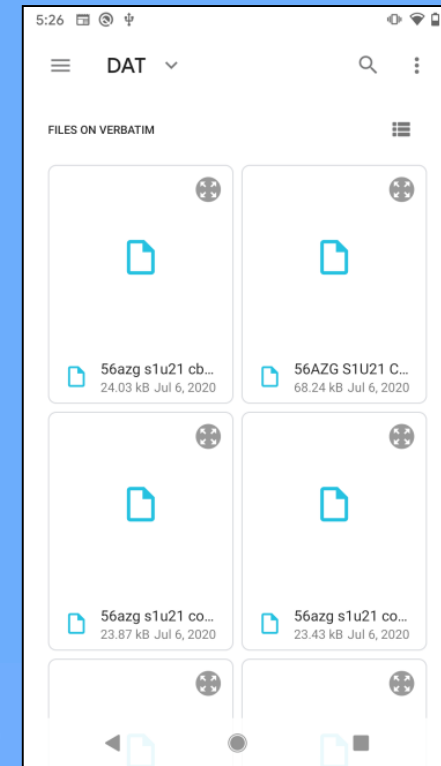 5:26
DAT
FILES ON VERBATIM
56azg s1u21 cb...
24.03 kB Jul 6, 2020
56AZG S1U21 C...
68.24 kB Jul 6, 2020
56azg s1u21 co...
23.87 kB Jul 6, 2020
56azg s1u21 co...
23.43 kB Jul 6, 2020